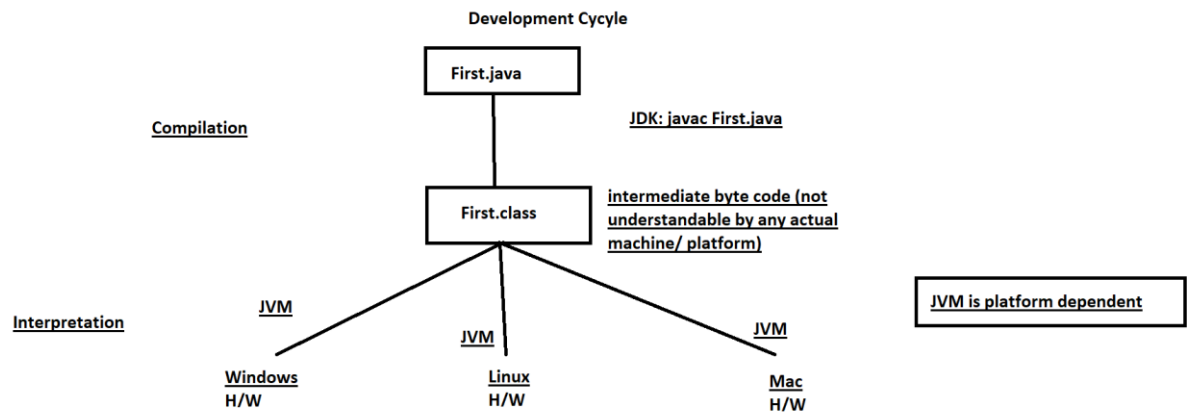 Development Cycyle
First.java
Compilation
JDK: javac First.java
First.class
intermediate byte code (not
understandable by any actual
machine/ platform)
JVM is platform dependent
Interpretation
JVM
JVM
JVM
Windows
H/W
Linux
H/W
Mac
H/W